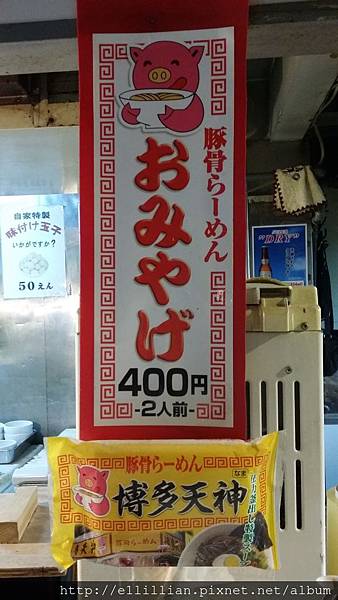 豚骨らーめん
おみやげ
400円
-2人前-
自家特製
味付け玉子
いかがですか?
50えん
"DRY"
豚骨らーめん
博多天神
なま
http://ellillian.pixnet.net/album